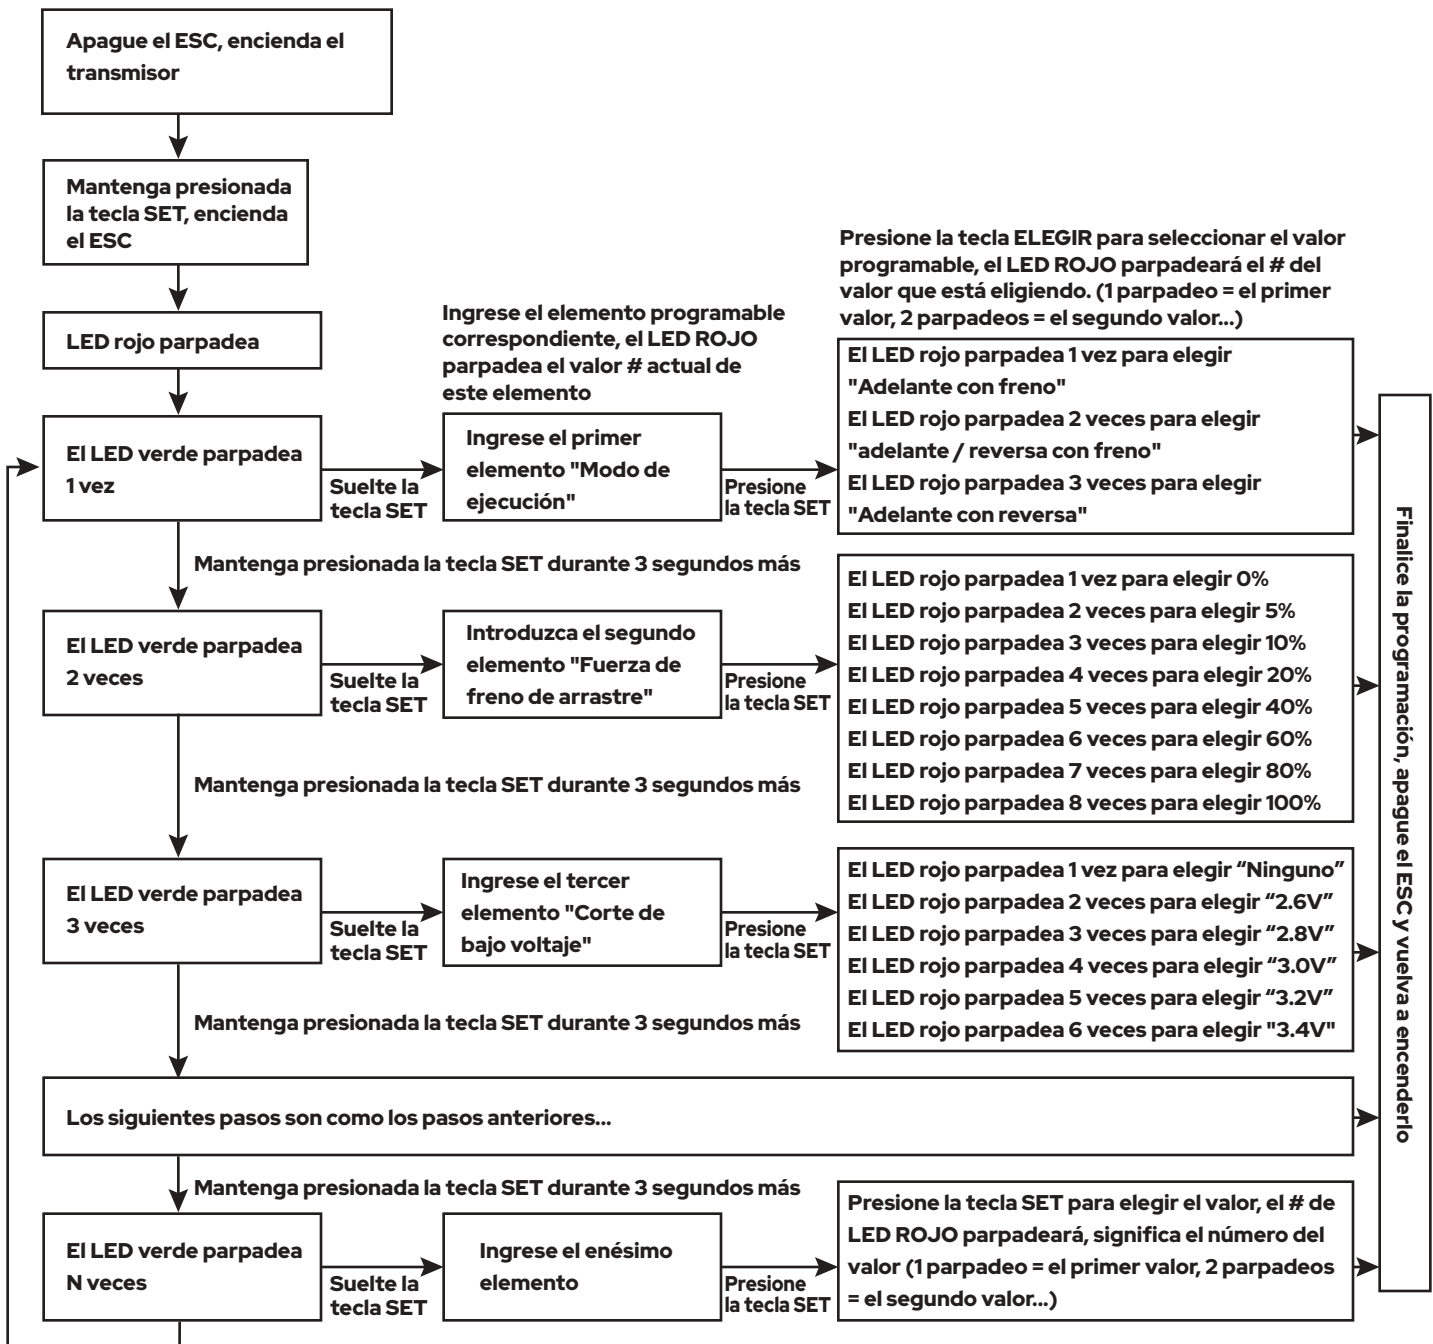 Apague el ESC, encienda el
transmisor
Mantenga presionada
la tecla SET, encienda
el ESC
LED rojo parpadea
Ingrese el elemento programable
correspondiente, el LED ROJO
parpadea el valor # actual de
este elemento
Presione la tecla ELEGIR para seleccionar el valor
programable, el LED ROJO parpadeará el # del
valor que está eligiendo. (1 parpadeo = el primer
valor, 2 parpadeos = el segundo valor...)
El LED verde parpadea
1 vez
Suelte la
tecla SET
Ingrese el primer
elemento "Modo de
ejecución"
Presione
la tecla SET
El LED rojo parpadea 1 vez para elegir
"Adelante con freno"
El LED rojo parpadea 2 veces para elegir
"adelante / reversa con freno"
El LED rojo parpadea 3 veces para elegir
"Adelante con reversa"
Mantenga presionada la tecla SET durante 3 segundos más
El LED verde parpadea
2 veces
Suelte la
tecla SET
Introduzca el segundo
elemento "Fuerza de
freno de arrastre"
Presione
la tecla SET
El LED rojo parpadea 1 vez para elegir 0%
El LED rojo parpadea 2 veces para elegir 5%
El LED rojo parpadea 3 veces para elegir 10%
El LED rojo parpadea 4 veces para elegir 20%
El LED rojo parpadea 5 veces para elegir 40%
El LED rojo parpadea 6 veces para elegir 60%
El LED rojo parpadea 7 veces para elegir 80%
El LED rojo parpadea 8 veces para elegir 100%
Mantenga presionada la tecla SET durante 3 segundos más
El LED verde parpadea
3 veces
Suelte la
tecla SET
Ingrese el tercer
elemento "Corte de
bajo voltaje"
Presione
la tecla SET
El LED rojo parpadea 1 vez para elegir “Ninguno”
El LED rojo parpadea 2 veces para elegir “2.6V”
El LED rojo parpadea 3 veces para elegir “2.8V”
El LED rojo parpadea 4 veces para elegir “3.0V”
El LED rojo parpadea 5 veces para elegir “3.2V”
El LED rojo parpadea 6 veces para elegir "3.4V"
Mantenga presionada la tecla SET durante 3 segundos más
Los siguientes pasos son como los pasos anteriores...
Mantenga presionada la tecla SET durante 3 segundos más
El LED verde parpadea
N veces
Suelte la
tecla SET
Ingrese el enésimo
elemento
Presione
la tecla SET
Presione la tecla SET para elegir el valor, el # de
LED ROJO parpadeará, significa el número del
valor (1 parpadeo = el primer valor, 2 parpadeos
= el segundo valor...)
Finalice la programación, apague el ESC y vuelva a encenderlo